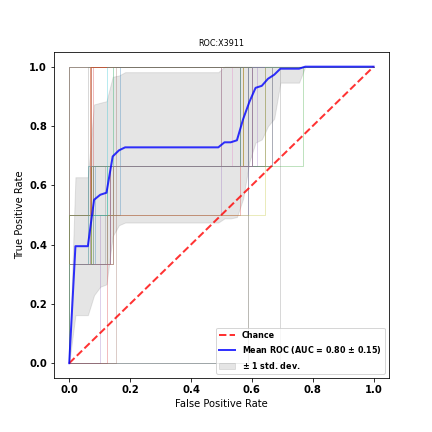 ROC:X3911
True Positive Rate
1.0
0.8
0.6
0.4
0.2
0.0
Chance
Mean ROC (AUC = 0.80 ± 0.15)
± 1 std. dev.
0.0 0.2 0.4 0.6 0.8 1.0
False Positive Rate